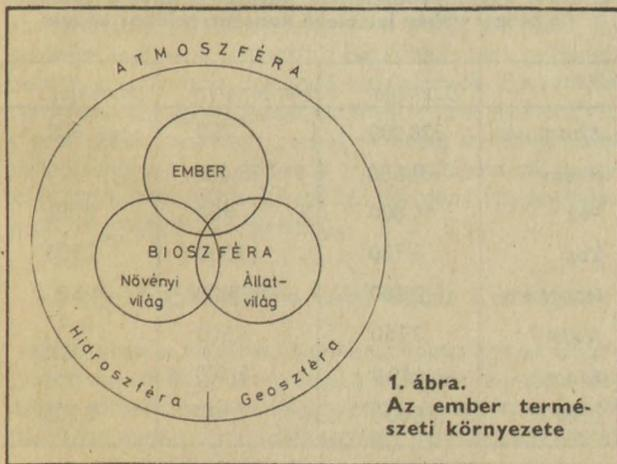 ATMOSZFÉRA
EMBER
BIOSZFÉRA
Növényi Állat-
világ világ
Hidroszféra Geoszféra
1. ábra.
Az ember termé-
szeti környezete